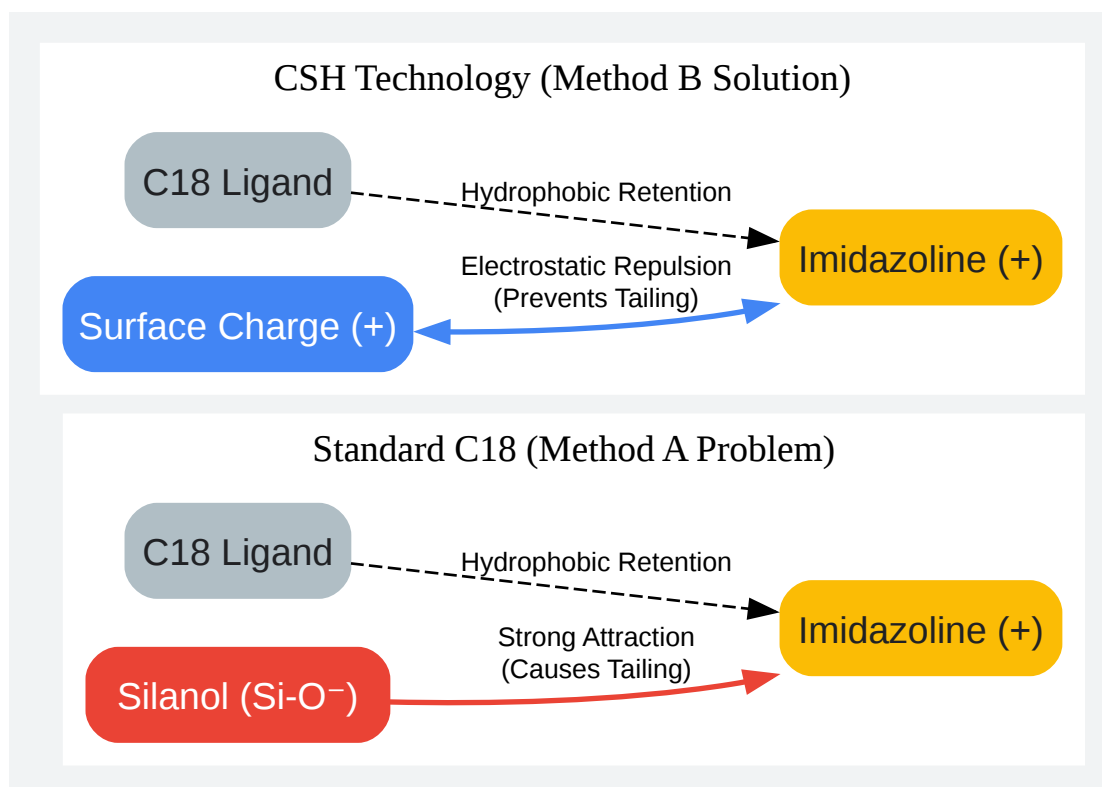 CSH Technology (Method B Solution)
C18 Ligand
Hydrophobic Retention
Imidazoline (+)
Electrostatic Repulsion
(Prevents Tailing)
Surface Charge (+)
Standard C18 (Method A Problem)
C18 Ligand
Hydrophobic Retention
Imidazoline (+)
Strong Attraction
(Causes Tailing)
Silanol (Si-O⁻)